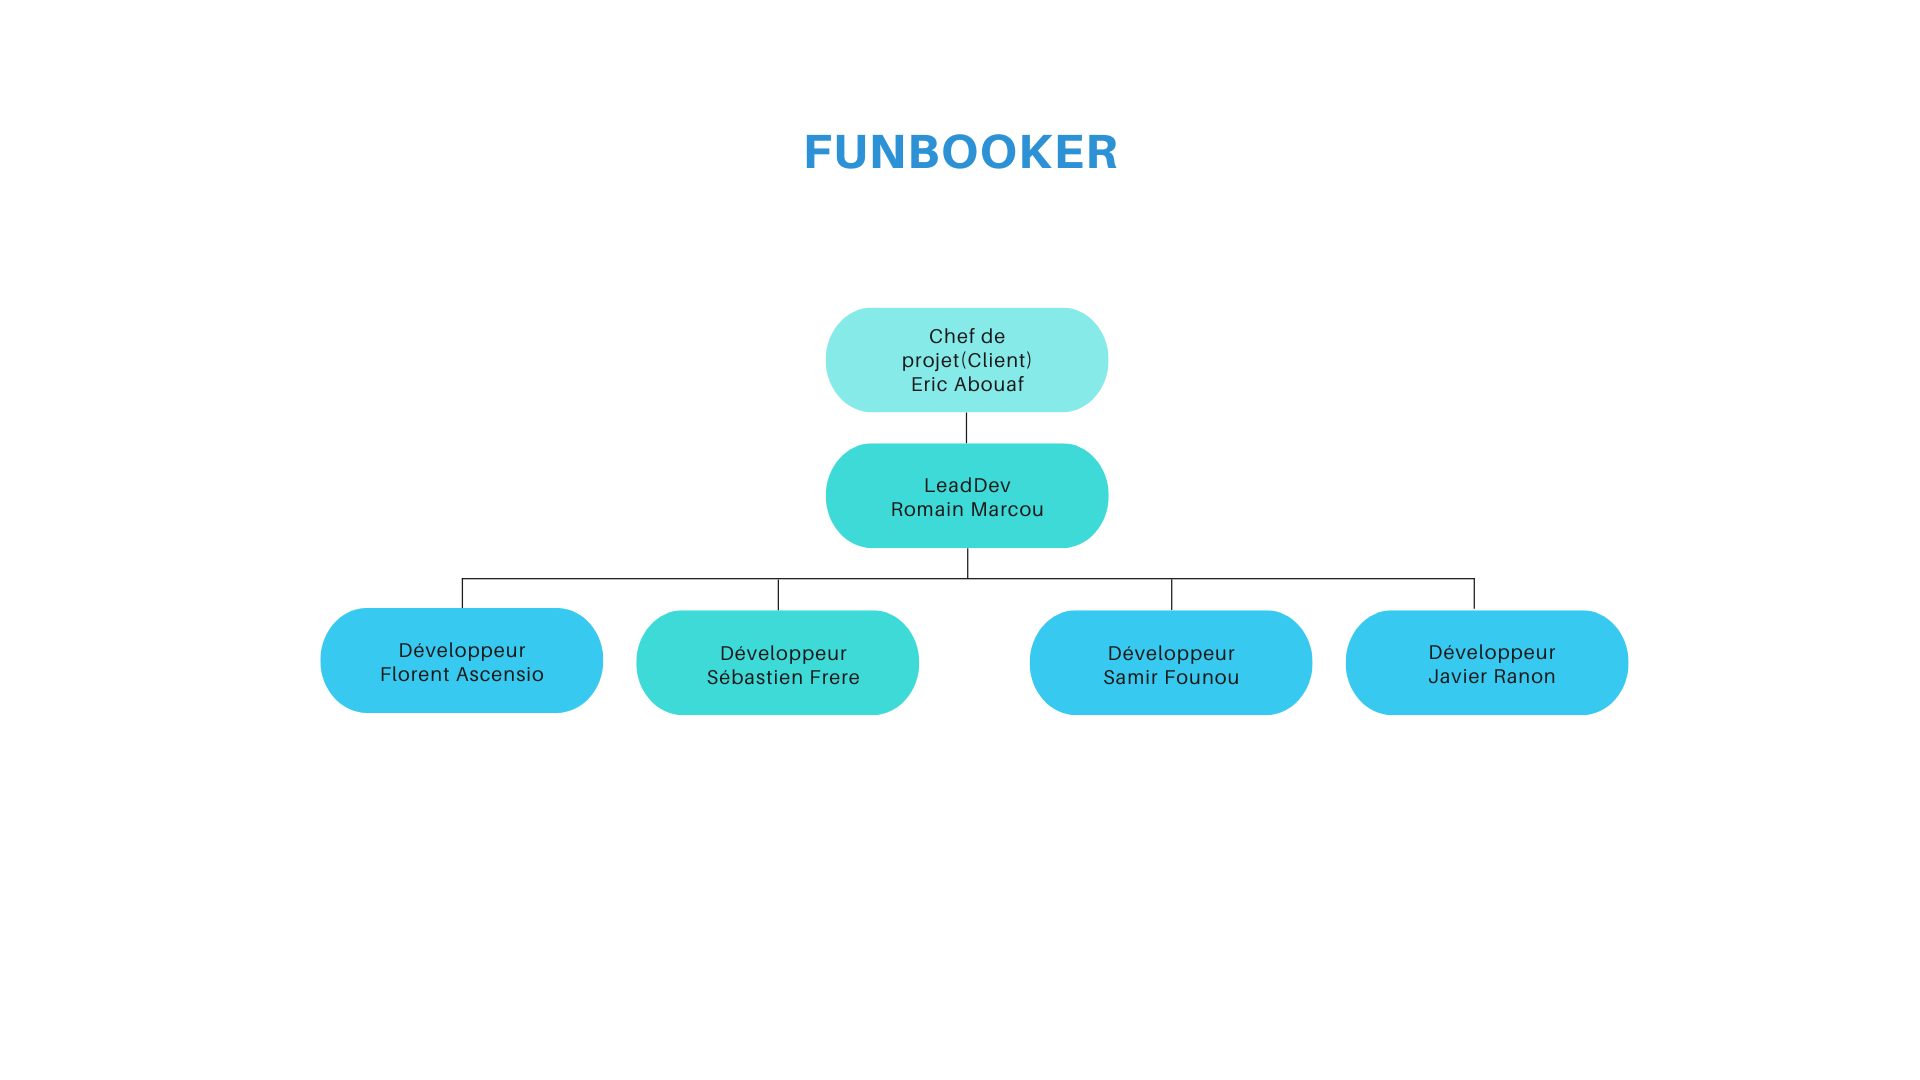 FUNBOOKER
Chef de
projet(Client)
Eric Abouaf
LeadDev
Romain Marcou
Développeur
Florent Ascensio
Développeur
Sébastien Frere
Développeur
Samir Founou
Développeur
Javier Ranon